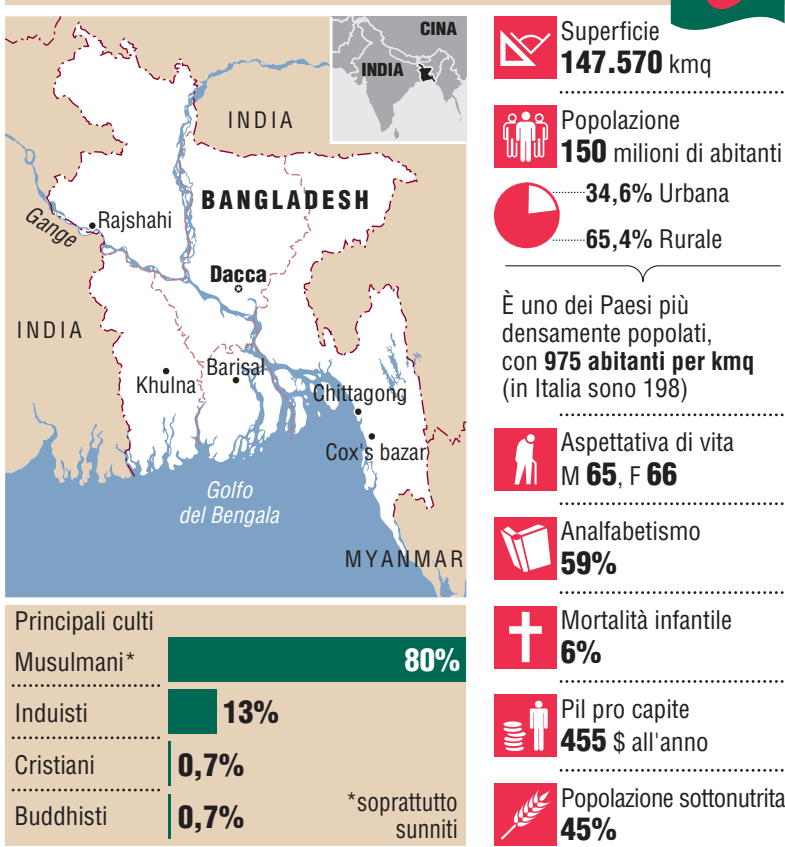 CINA
INDIA
INDIA
BANGLADESH
Gange
Rajshahi
Dacca
INDIA
Khulna
Barisal
Chittagong
Cox's bazar
Golfo
del Bengala
MYANMAR
Principali culti
Musulmani* 80%
Induisti 13%
Cristiani 0,7%
Buddhisti 0,7%
*soprattutto
sunniti
Superficie
147.570 kmq
Popolazione
150 milioni di abitanti
34,6% Urbana
65,4% Rurale
È uno dei Paesi più
densamente popolati,
con 975 abitanti per kmq
(in Italia sono 198)
Aspettativa di vita
M 65, F 66
Analfabetismo
59%
Mortalità infantile
6%
Pil pro capite
455 $ all'anno
Popolazione sottonutrita
45%